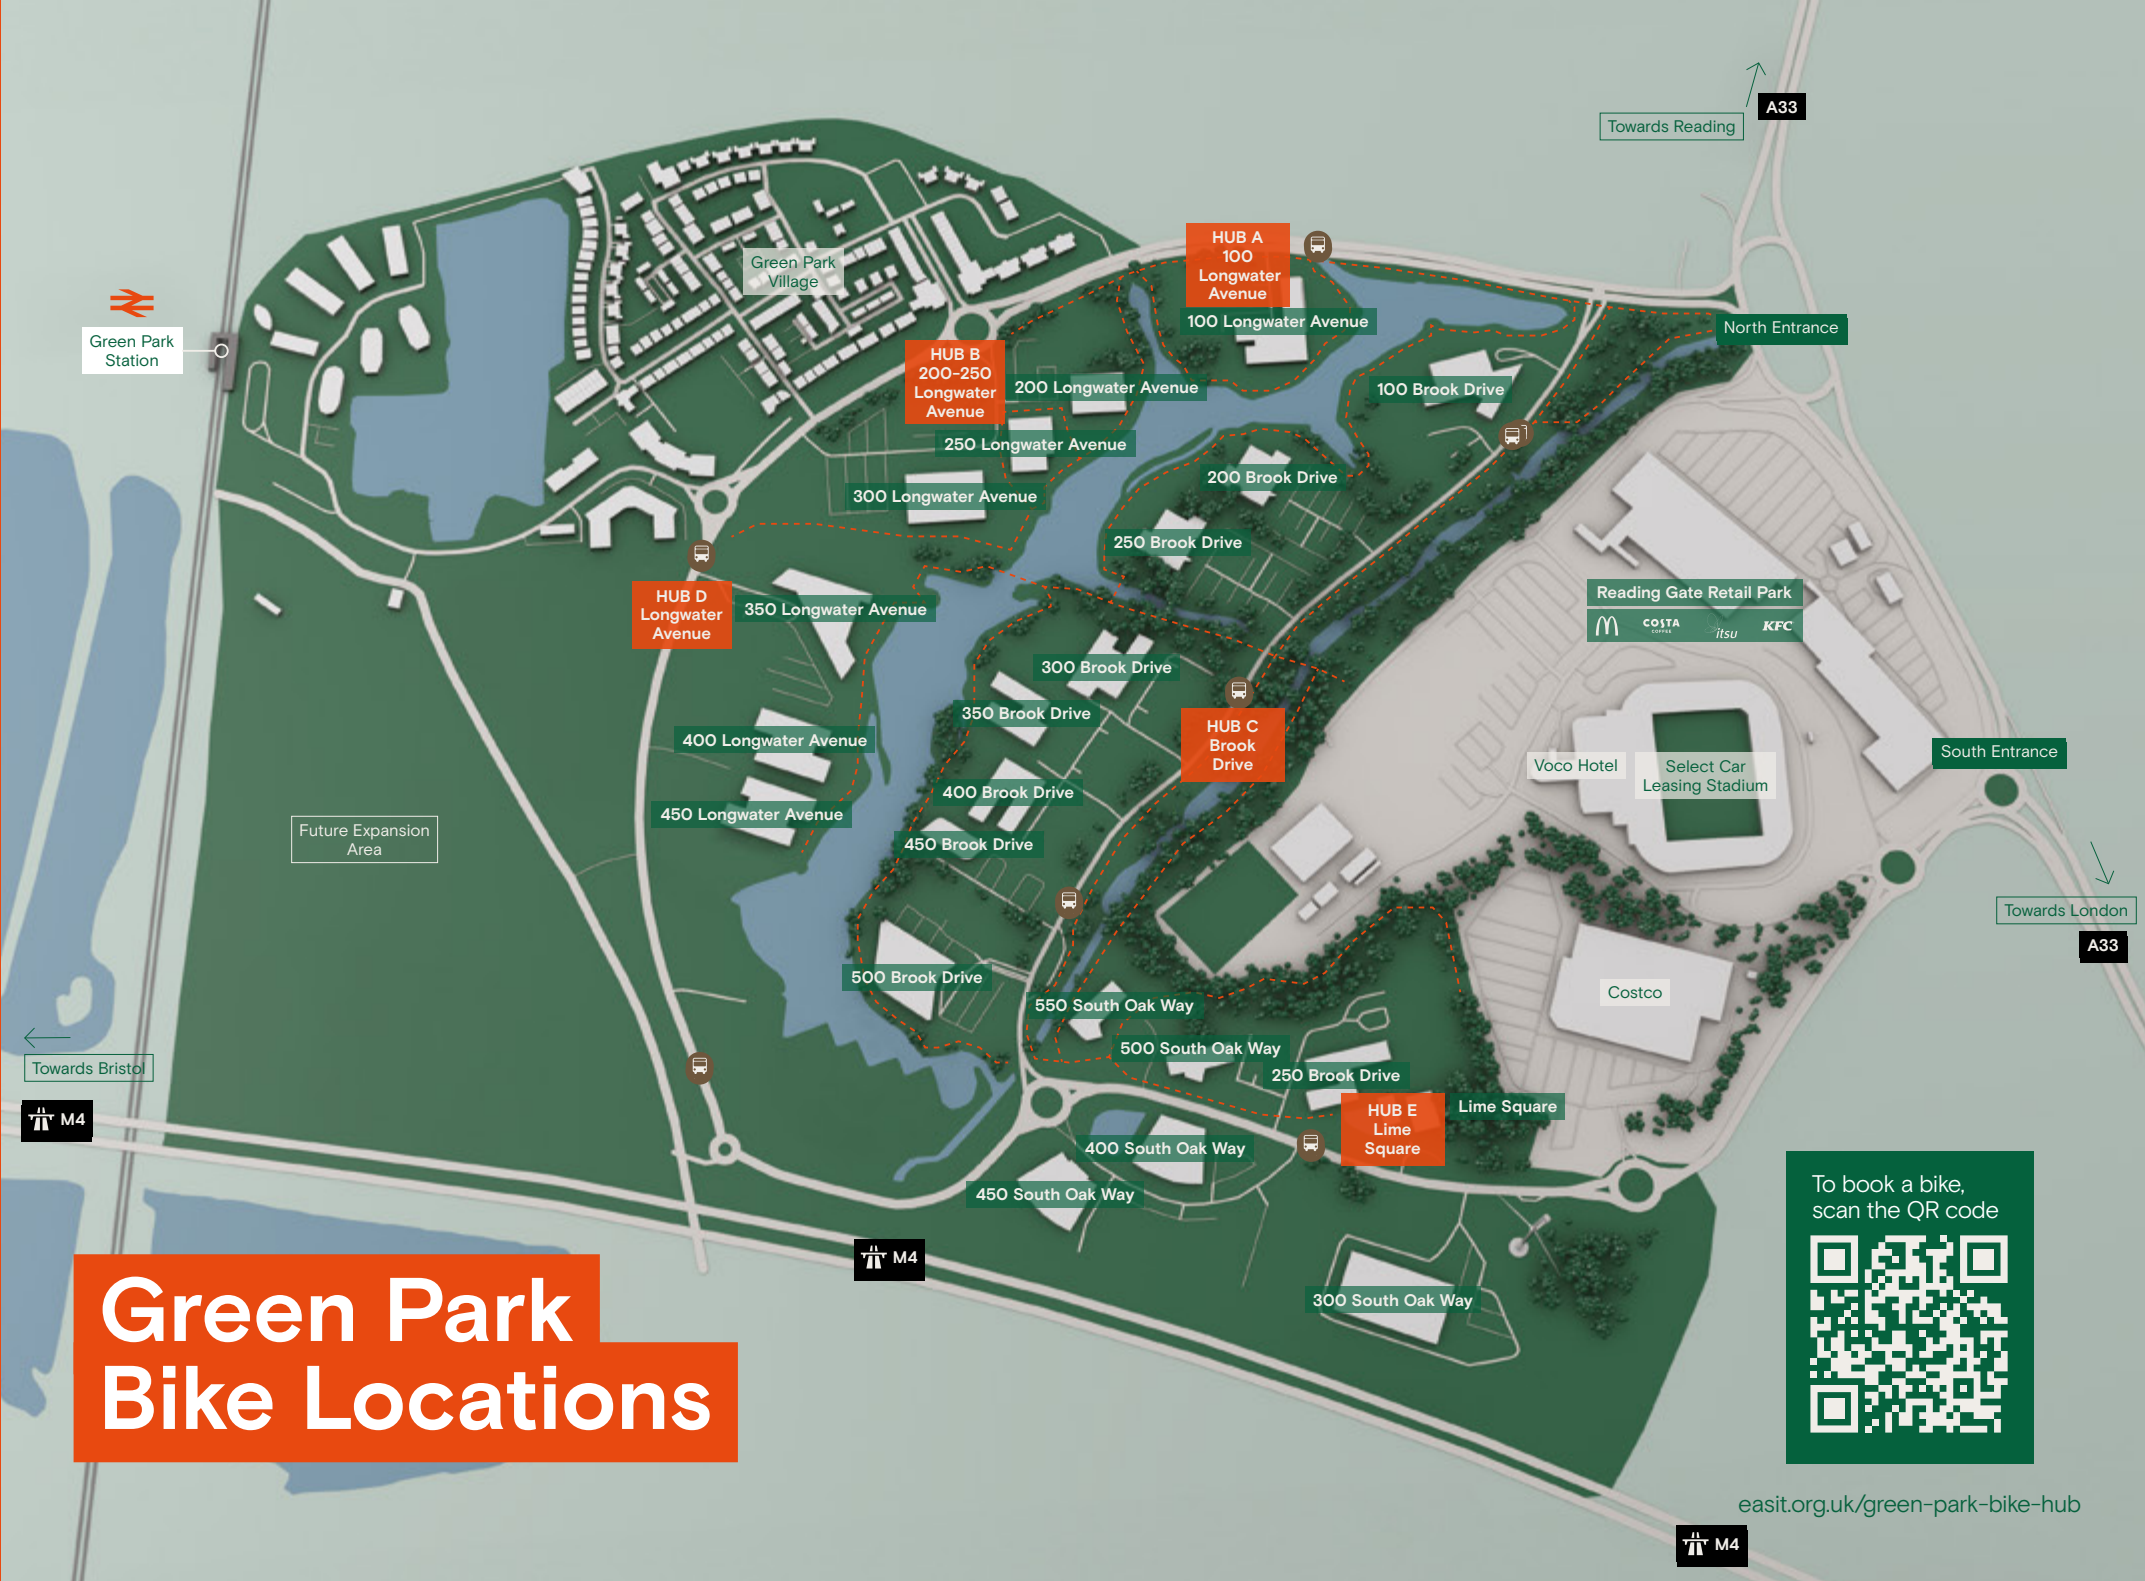 A33
Towards Reading
HUB A
100
Longwater
Avenue
Green Park
Village
100 Longwater Avenue
North Entrance
Green Park
Station
HUB B
200-250
Longwater
Avenue
200 Longwater Avenue
100 Brook Drive
250 Longwater Avenue
200 Brook Drive
300 Longwater Avenue
250 Brook Drive
Reading Gate Retail Park
COSTA
COFFEE
itsu
KFC
HUB D
Longwater
Avenue
350 Longwater Avenue
300 Brook Drive
350 Brook Drive
HUB C
Brook
Drive
400 Longwater Avenue
South Entrance
Voco Hotel
Select Car
Leasing Stadium
400 Brook Drive
450 Longwater Avenue
Future Expansion
Area
450 Brook Drive
Towards London
A33
500 Brook Drive
Costco
550 South Oak Way
500 South Oak Way
Towards Bristol
250 Brook Drive
M4
HUB E
Lime
Square
Lime Square
400 South Oak Way
450 South Oak Way
To book a bike,
scan the QR code
M4
300 South Oak Way
Green Park
Bike Locations
easit.org.uk/green-park-bike-hub
M4